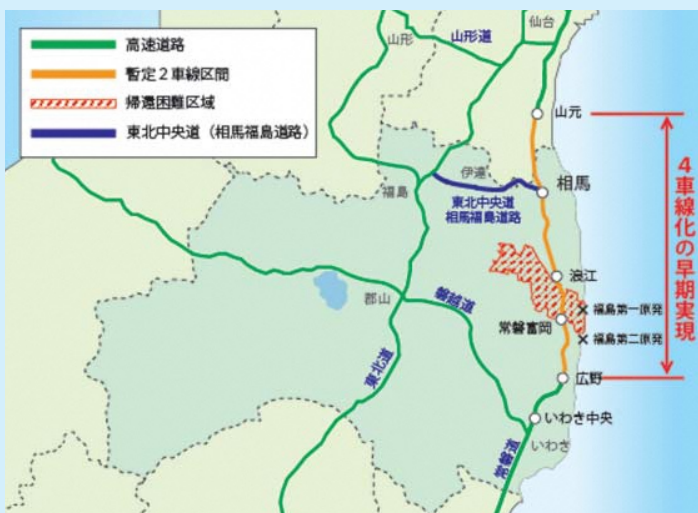 高速道路
暫定2車線区間
帰還困難区域
東北中央道（相馬福島道路）
山形
山形道
仙台
山元
相馬
伊達
福島
東北中央道
相馬福島道路
浪江
郡山
磐越道
常磐富岡
福島第一原発
福島第二原発
東北道
広野
いわき中央
いわき
常磐道
4車線化の早期実現